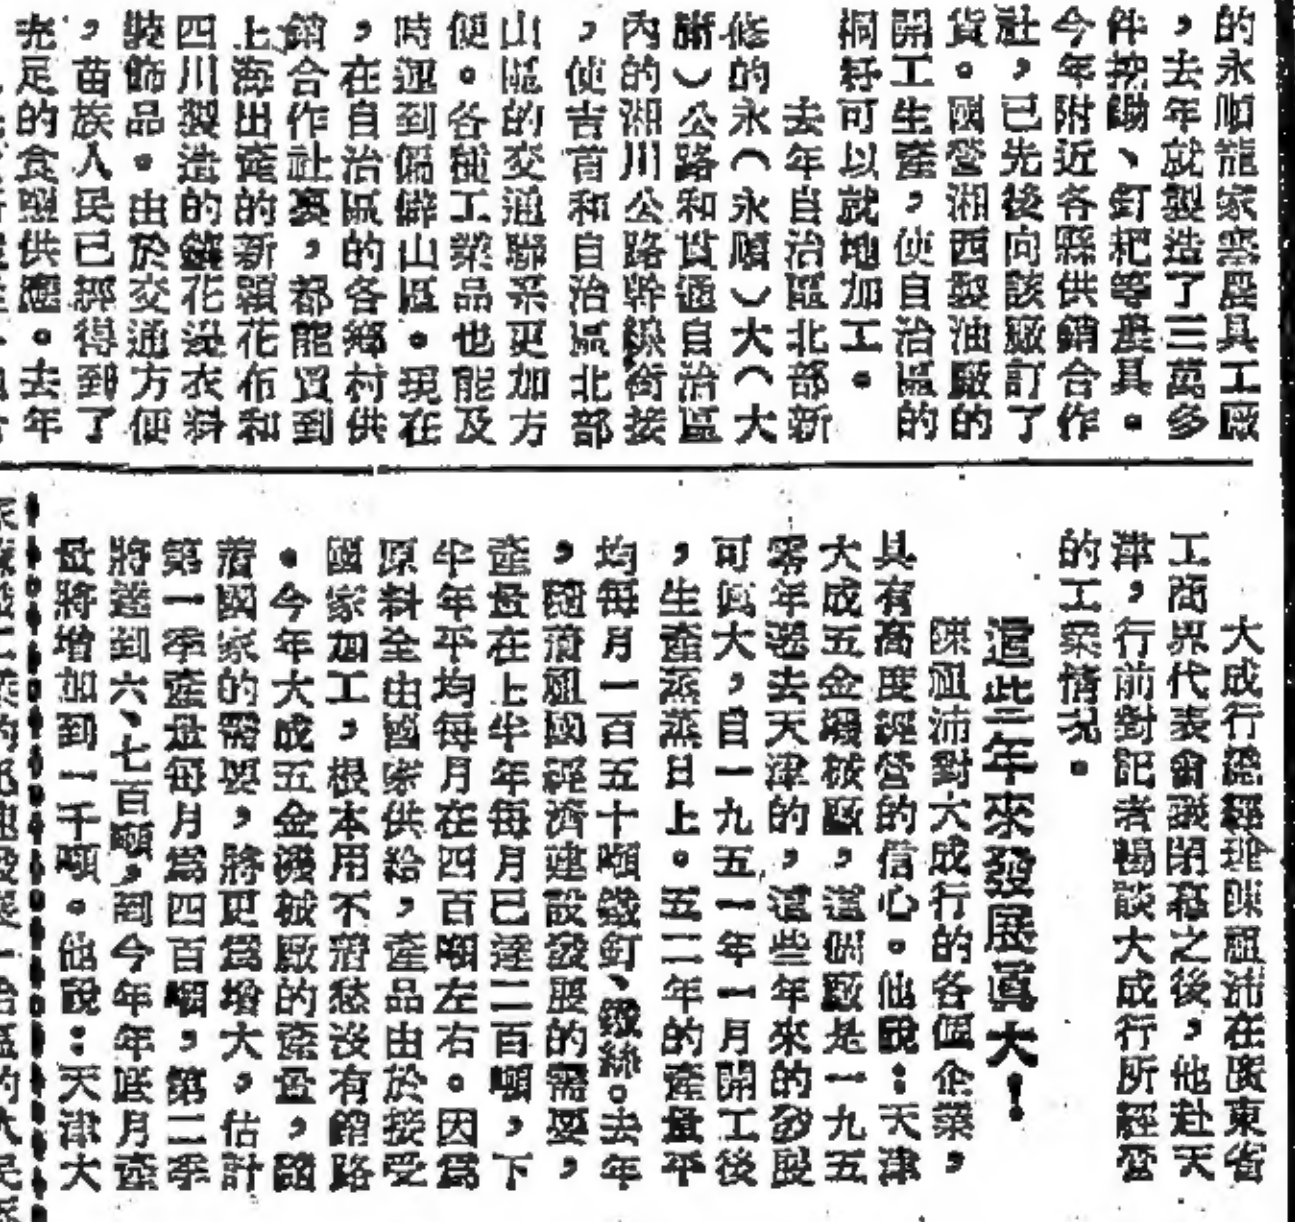 的永順龍家寨農具工廠
，去年就製造了三萬多
件挖鋤、釘耙等農具。
今年附近各縣供銷合作
社，已先後向該廠訂了
貨。國營湘西製油廠的
開工生產，使自治區的
桐籽可以就地加工。
去年自治區北部新
修的永（永順）大（大
庸）公路和貫通自治區
內的湘川公路幹線銜接
，使吉首和自治區北部
山區的交通聯系更加方
便。各種工業品也能及
時運到偏僻山區。現在
，在自治區的各鄉村供
銷合作社裏，都能買到
上海出產的新穎花布和
四川製造的 花邊衣料
裝飾品。由於交通方便
，苗族人民已經得到了
充足的食鹽供應。去年
大成行總經理陳祖沛在廣東省
工商界代表會議閉幕之後，他赴天
津，行前對記者暢談大成行所經營
的工業情況。
這些年來發展眞大！
陳祖沛對大成行的各個企業，
具有高度經營的信心。他說：天津
大成五金機械廠，這個廠是一九五
零年遷去天津的，這些年來的發展
可眞大，自一九五一年一月開工後
，生產蒸蒸日上。五二年的產量平
均每月一百五十噸鐵釘、鐵絲。去年
，隨着祖國經濟建設發展的需要，
產量在上半年每月已達二百噸，下
半年平均每月在四百噸左右。因爲
原料全由國家供給，產品由於接受
國家加工，根本用不着愁沒有銷路
。今年大成五金機械廠的產量，隨
着國家的需要，將更爲增大。估計
第一季產量每月爲四百噸，第二季
將達到六、七百噸，到今年年底月產
量將增加到一千噸。他說：天津大